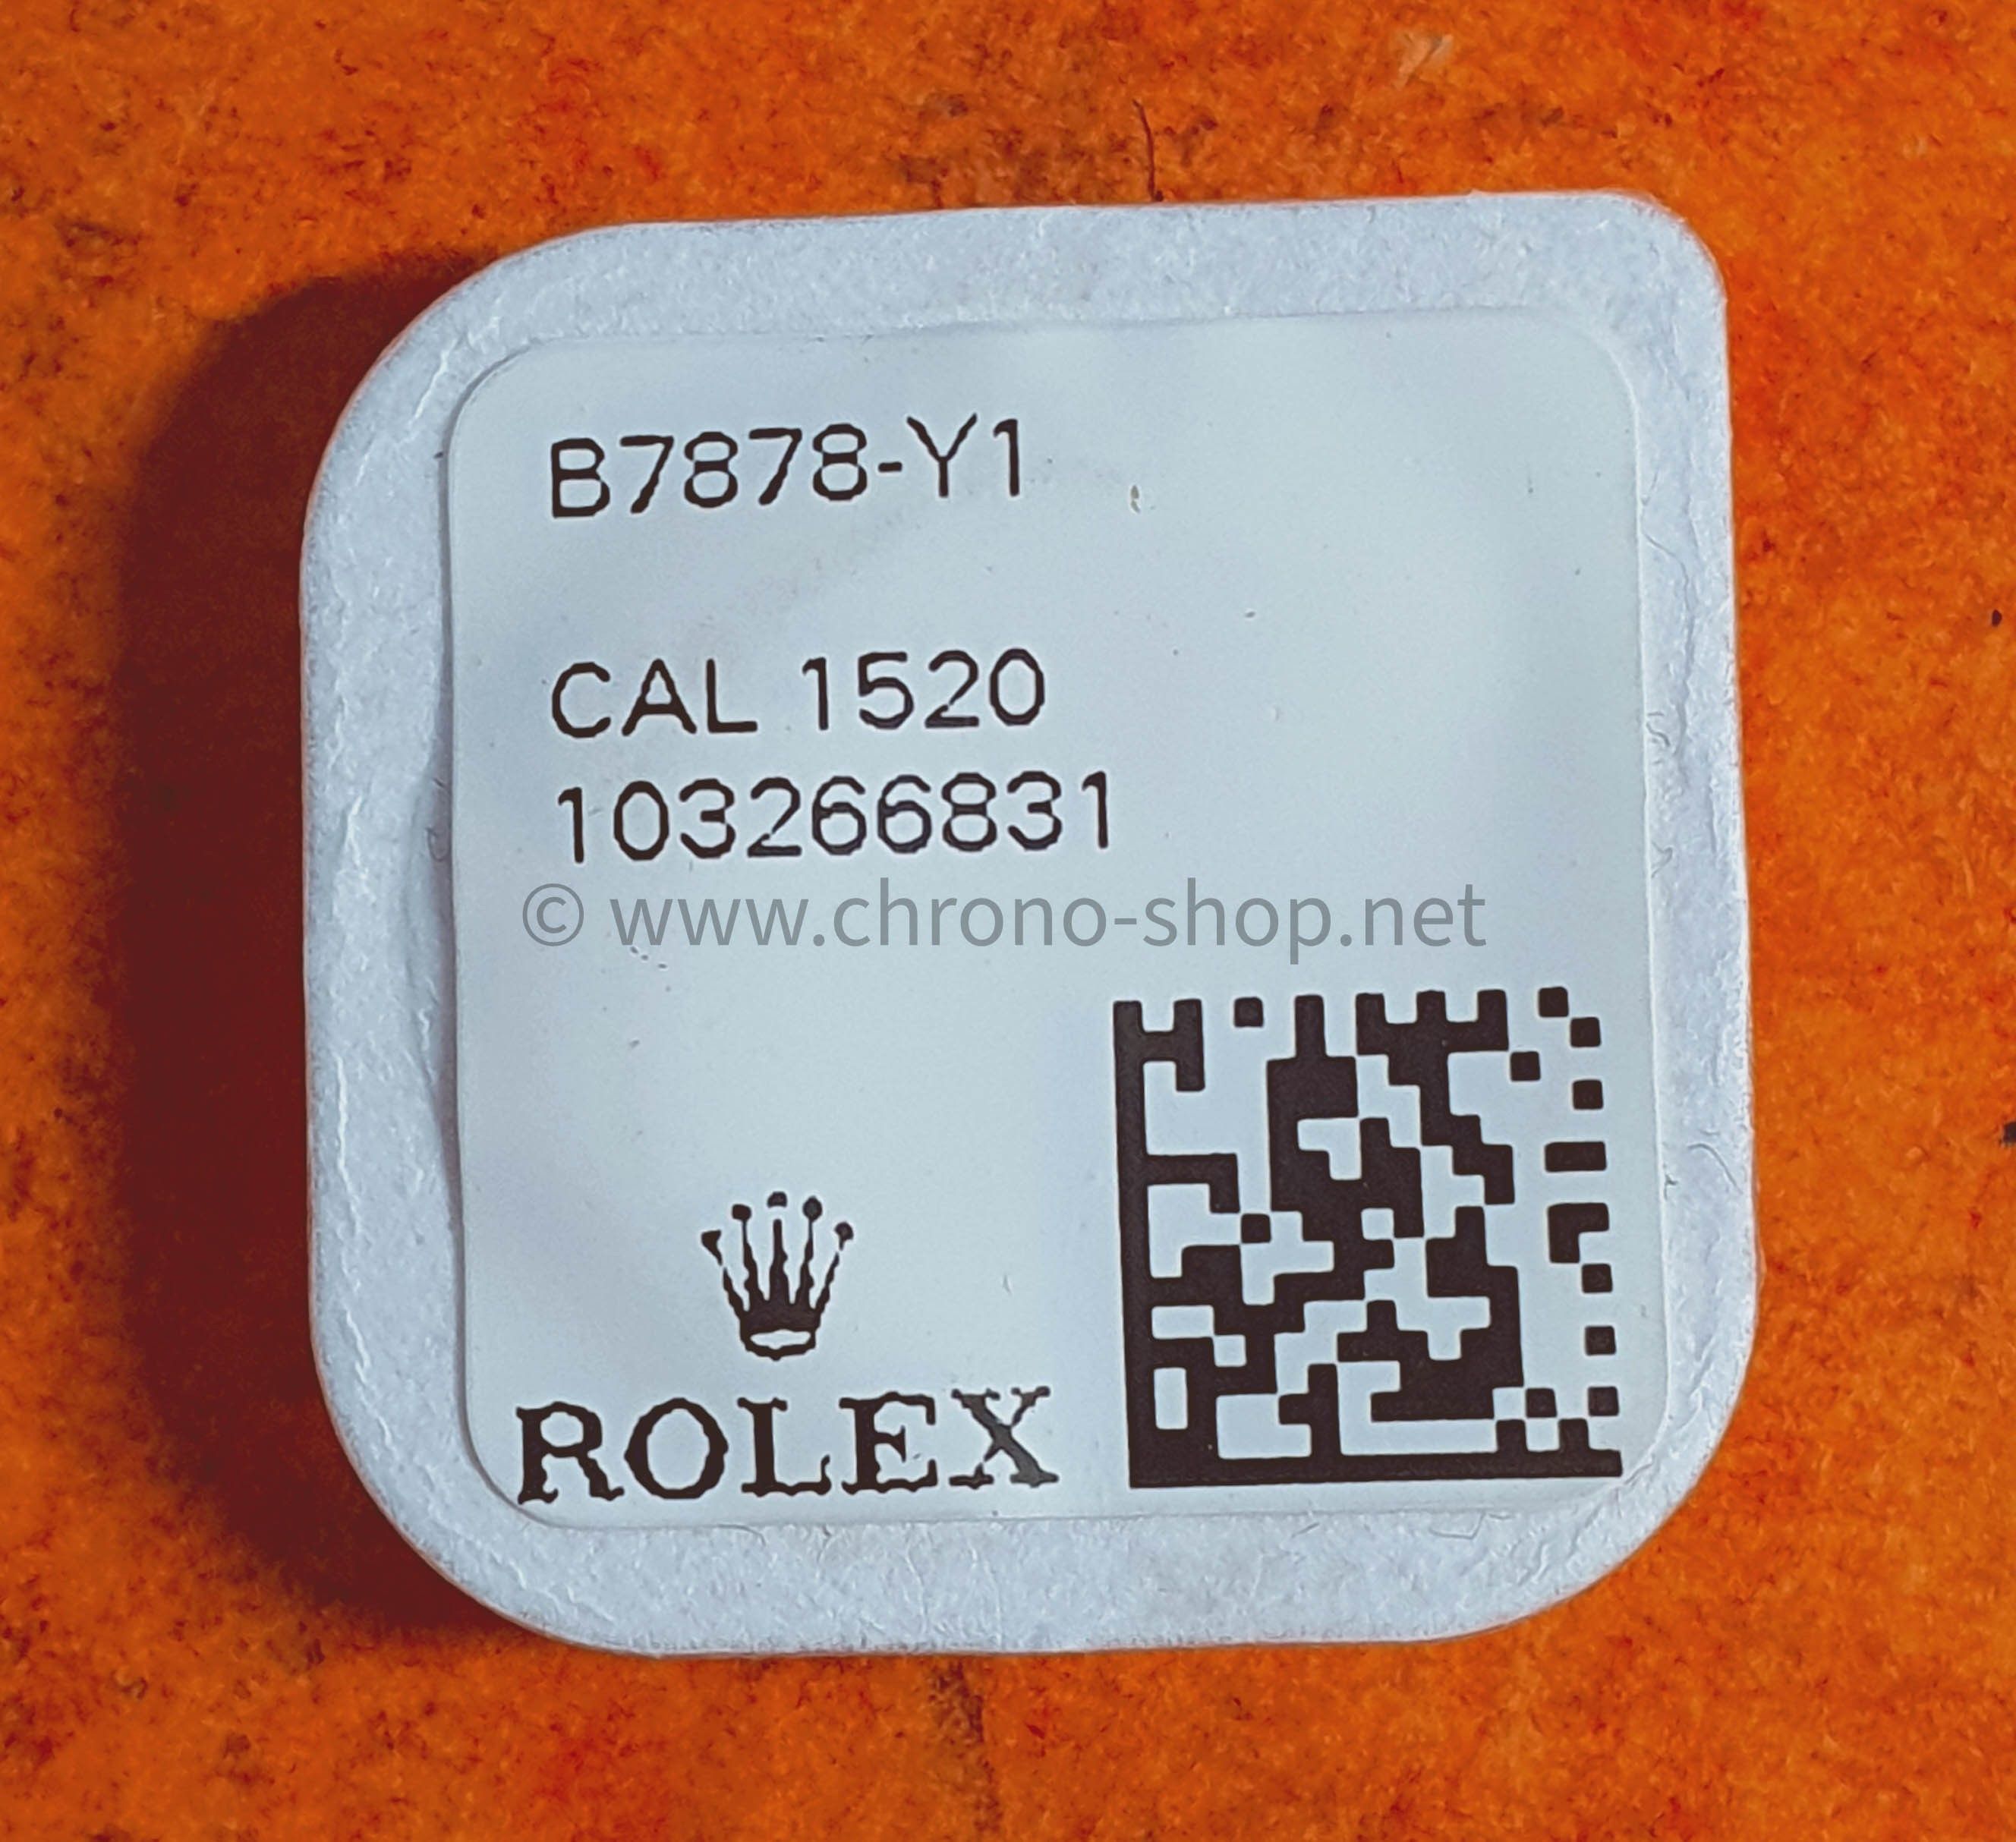 B7878-Y1
CAL 1520
103266831
© www.chrono-shop.net
ROLEX